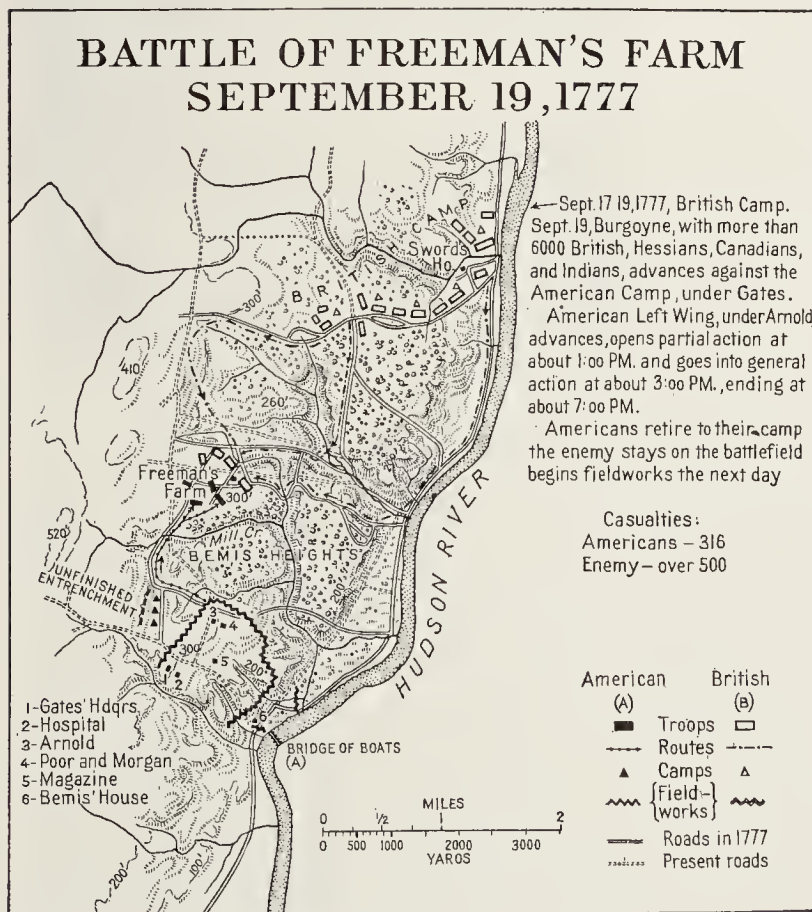 BATTLE OF FREEMAN'S FARM
SEPTEMBER 19, 1777
Sept. 17 19, 1777, British Camp.
Sept. 19, Burgoyne, with more than
6000 British, Hessians, Canadians,
and Indians, advances against the
American Camp, under Gates.
American Left Wing, under Arnold
advances, opens partial action at
about 1:00 PM. and goes into general
action at about 3:00 PM., ending at
about 7:00 PM.
Americans retire to their camp
the enemy stays on the battlefield
begins fieldworks the next day
Casualties:
Americans – 316
Enemy – over 500
BRITISH CAMP
Swords
Ho.
300'
410
260'
Freeman's
Farm
300'
Mill Cr.
BEMIS HEIGHTS
200'
520
UNFINISHED
ENTRENCHMENT
HUDSON RIVER
3
4
300'
5
200'
1
2
6
1-Gates' Hdqrs.
2-Hospital
3-Arnold
4-Poor and Morgan
5-Magazine
6-Bemis' House
BRIDGE OF BOATS
(A)
200'
100'
MILES
0 1/2 1 2
0 500 1000 2000 3000
YAROS
American British
(A) (B)
Troops
Routes
Camps
{Field-}
{works}
Roads in 1777
Present roads